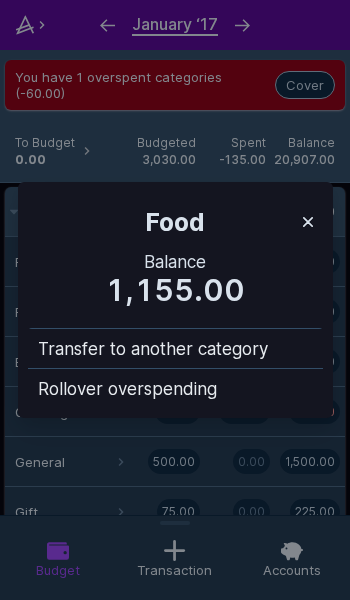 January ‘17
You have 1 overspent categories
(-60.00)
Cover
To Budget
Budgeted
Spent
Balance
0.00
3,030.00
-135.00
20,907.00
Food
Balance
1,155.00
Transfer to another category
Rollover overspending
General
500.00
0.00
1,500.00
Gift
75.00
0.00
225.00
Budget
Transaction
Accounts